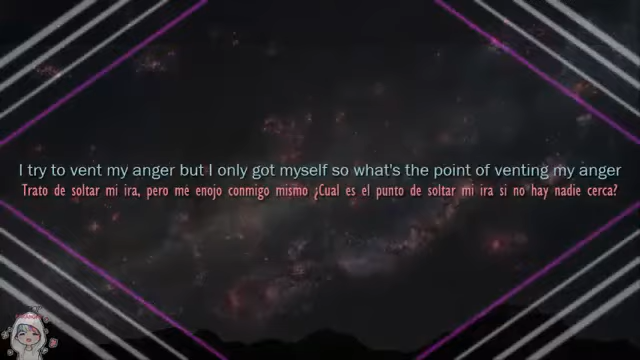 I try to vent my anger but I only got myself so what's the point of venting my anger
Trato de soltar mi ira, pero me enojo conmigo mismo ¿Cual es el punto de soltar mi ira si no hay nadie cerca?